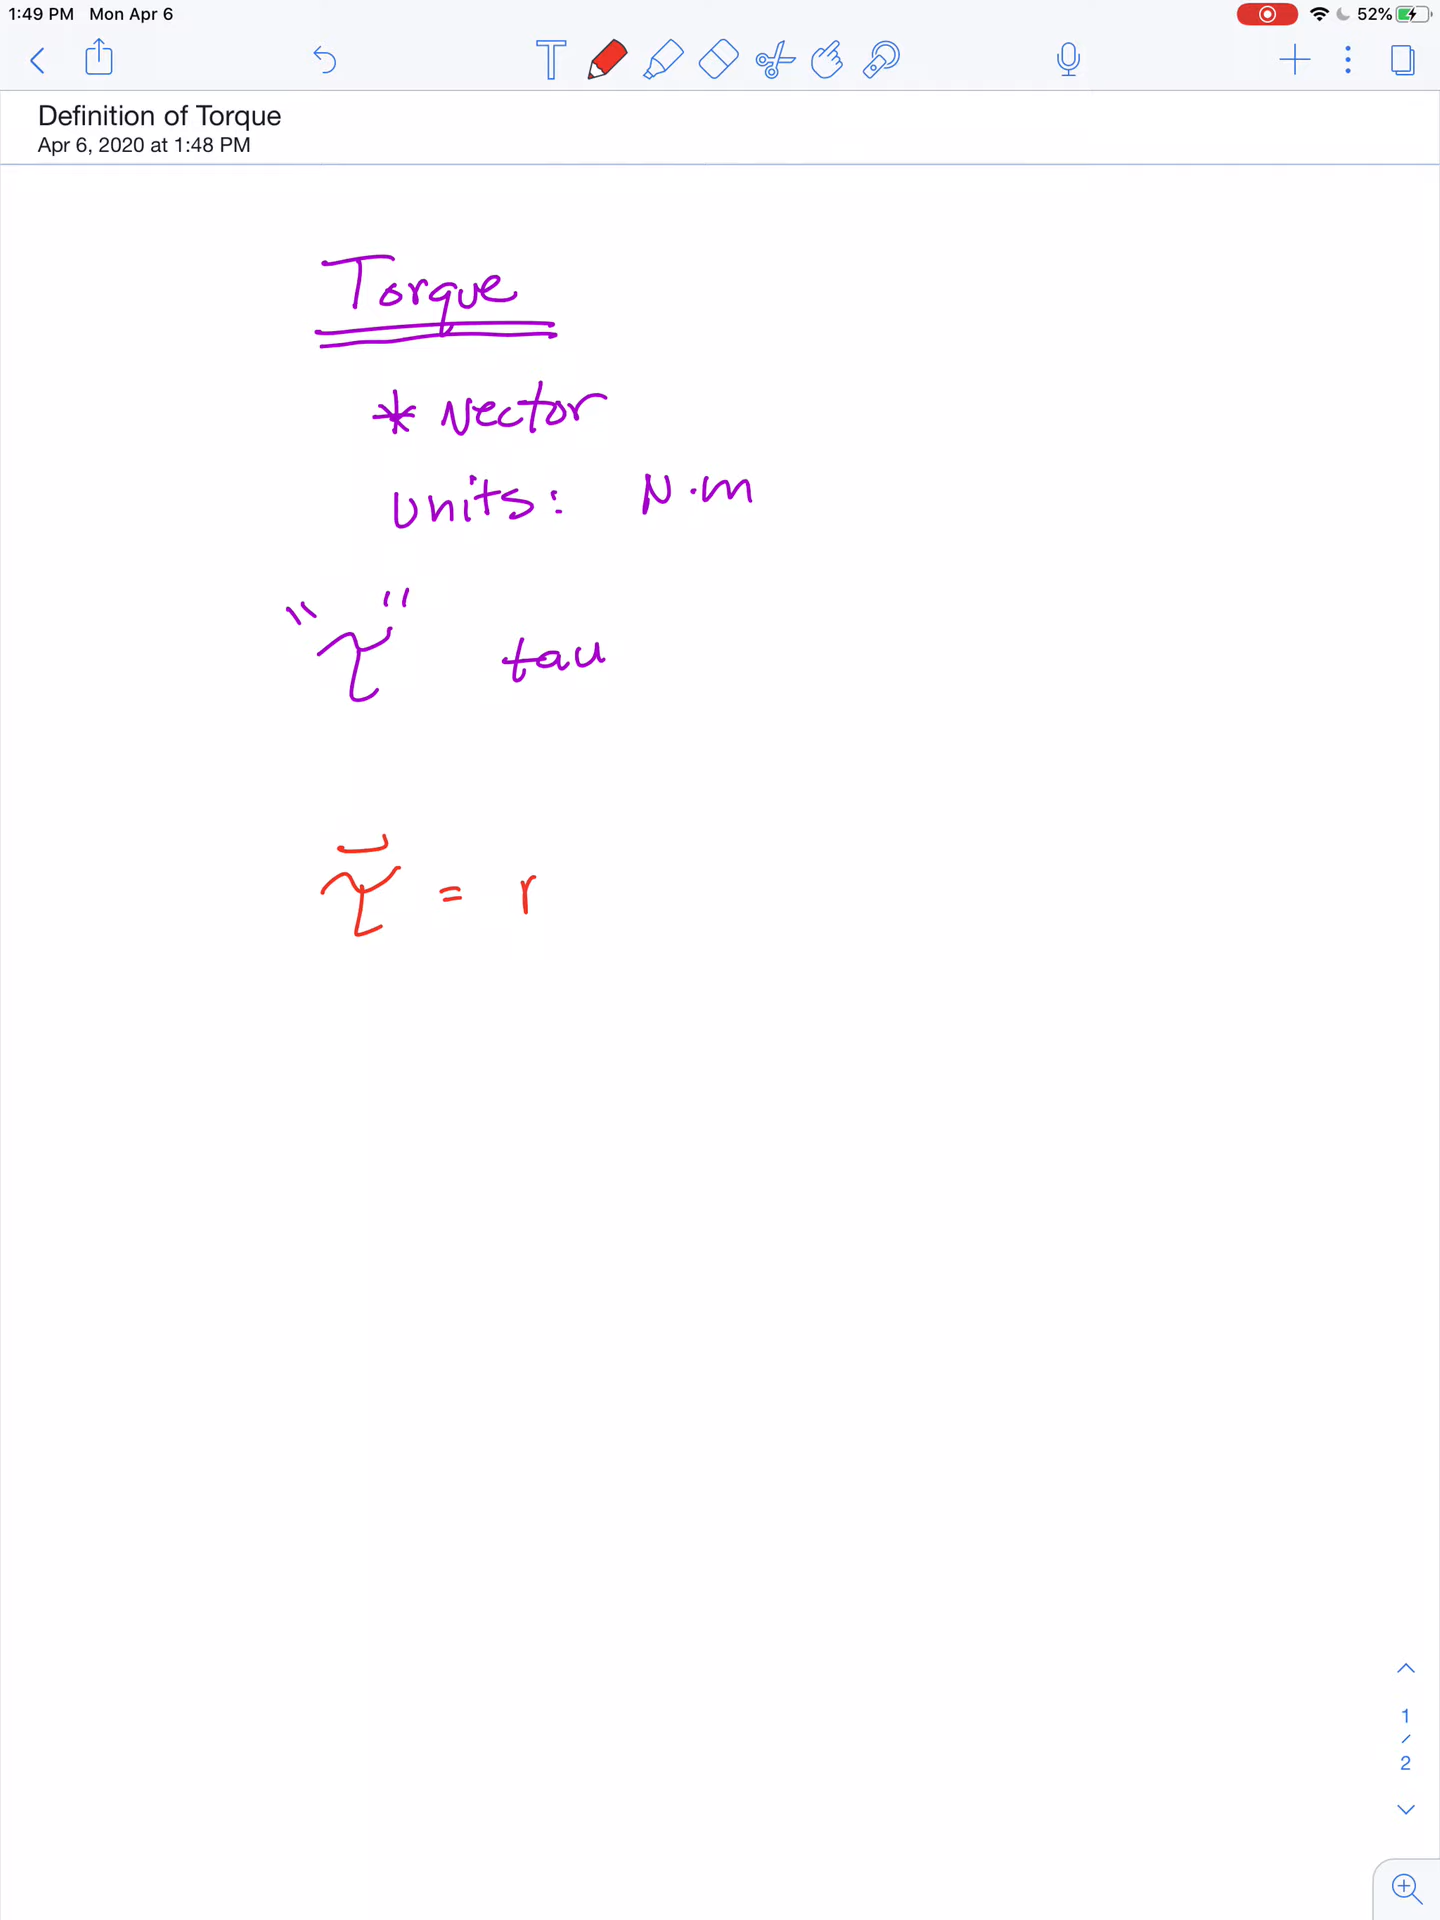 1:49 PM Mon Apr 6 52%
T
Definition of Torque
Apr 6, 2020 at 1:48 PM
Torque
* Vector
Units: N·m
"τ" tau
τ⃗ = r
1
/
2